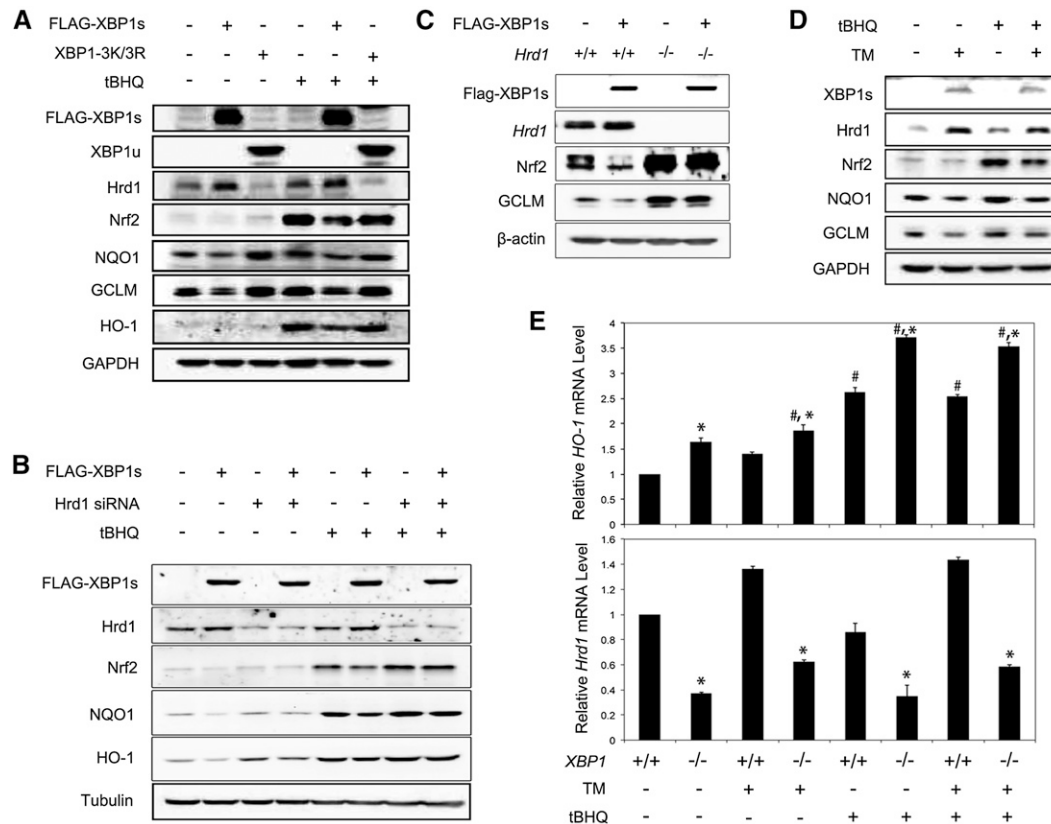 A
FLAG-XBP1s - + - - + -
XBP1-3K/3R - - + - - +
tBHQ - - - + + +
FLAG-XBP1s
XBP1u
Hrd1
Nrf2
NQO1
GCLM
HO-1
GAPDH
B
FLAG-XBP1s - + - + - + - +
Hrd1 siRNA - - + + - - + +
tBHQ - - - - + + + +
FLAG-XBP1s
Hrd1
Nrf2
NQO1
HO-1
Tubulin
C
FLAG-XBP1s - + - +
Hrd1 +/+ +/+ -/- -/-
Flag-XBP1s
Hrd1
Nrf2
GCLM
β-actin
D
tBHQ - - + +
TM - + - +
XBP1s
Hrd1
Nrf2
NQO1
GCLM
GAPDH
E
Relative HO-1 mRNA Level
4
3.5
3
2.5
2
1.5
1
0.5
0
* #, * # #,* # #,*
Relative Hrd1 mRNA Level
1.6
1.4
1.2
1
0.8
0.6
0.4
0.2
0
* * * *
XBP1 +/+ -/- +/+ -/- +/+ -/- +/+ -/-
TM - - + + - - + +
tBHQ - - - - + + + +